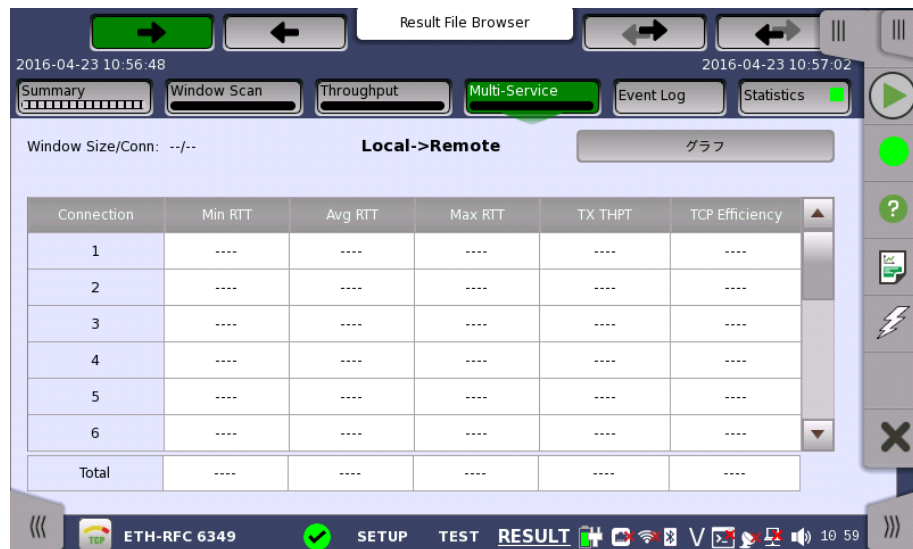 Result File Browser
2016-04-23 10:56:48
2016-04-23 10:57:02
Summary
Window Scan
Throughput
Multi-Service
Event Log
Statistics
Window Size/Conn: --/--
Local->Remote
グラフ
Connection Min RTT Avg RTT Max RTT TX THPT TCP Efficiency
1 ---- ---- ---- ---- ----
2 ---- ---- ---- ---- ----
3 ---- ---- ---- ---- ----
4 ---- ---- ---- ---- ----
5 ---- ---- ---- ---- ----
6 ---- ---- ---- ---- ----
Total ---- ---- ---- ---- ----
TCP
ETH-RFC 6349
SETUP
TEST
RESULT
V
10 59